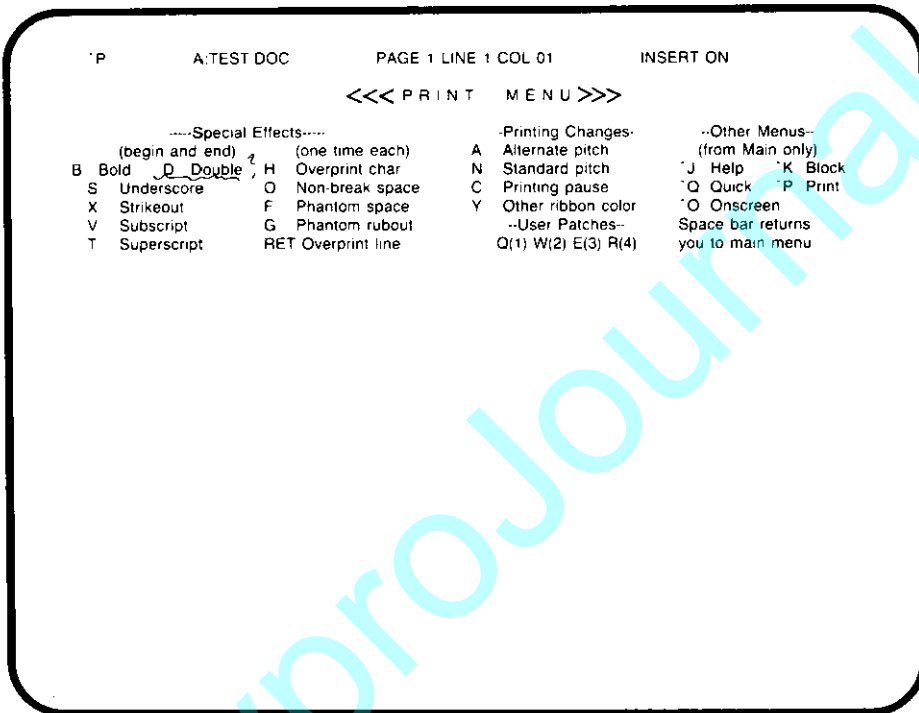 ^P A:TEST DOC PAGE 1 LINE 1 COL 01 INSERT ON
<<< PRINT MENU >>>
-----Special Effects----- -Printing Changes- --Other Menus--
(begin and end) (one time each) A Alternate pitch (from Main only)
B Bold D Double H Overprint char N Standard pitch ^J Help ^K Block
S Underscore O Non-break space C Printing pause ^Q Quick ^P Print
X Strikeout F Phantom space Y Other ribbon color ^O Onscreen
V Subscript G Phantom rubout --User Patches-- Space bar returns
T Superscript RET Overprint line Q(1) W(2) E(3) R(4) you to main menu
proJournal